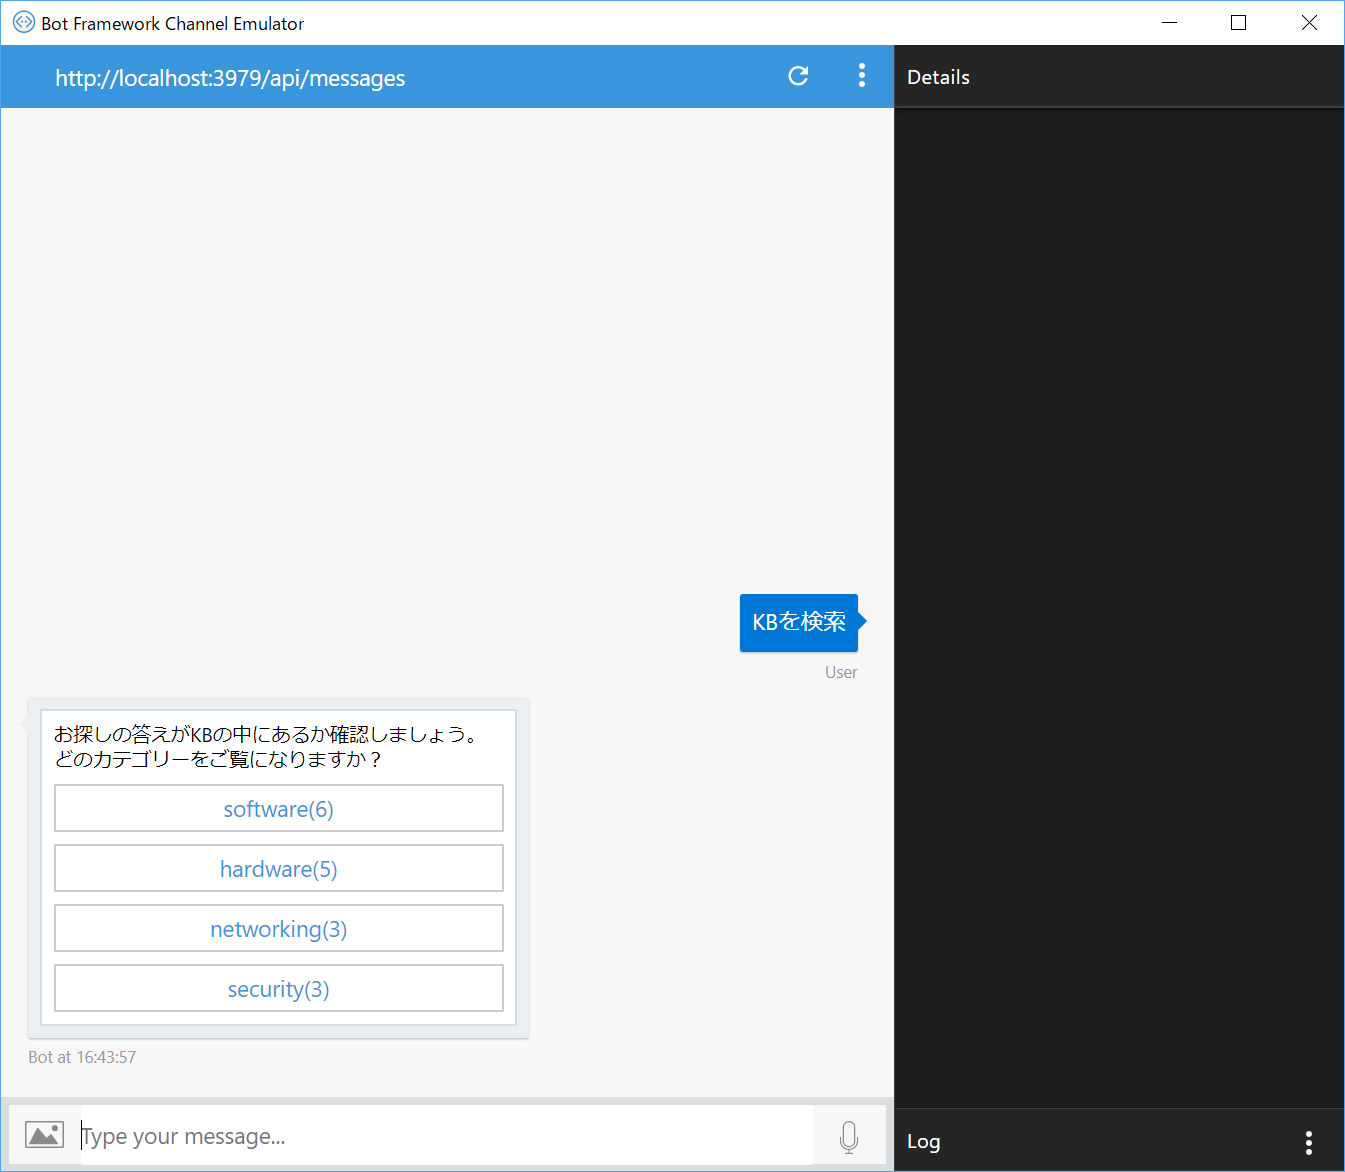 Bot Framework Channel Emulator
http://localhost:3979/api/messages
Details
KBを検索
User
お探しの答えがKBの中にあるか確認しましょう。
どのカテゴリーをご覧になりますか？
software(6)
hardware(5)
networking(3)
security(3)
Bot at 16:43:57
Type your message...
Log